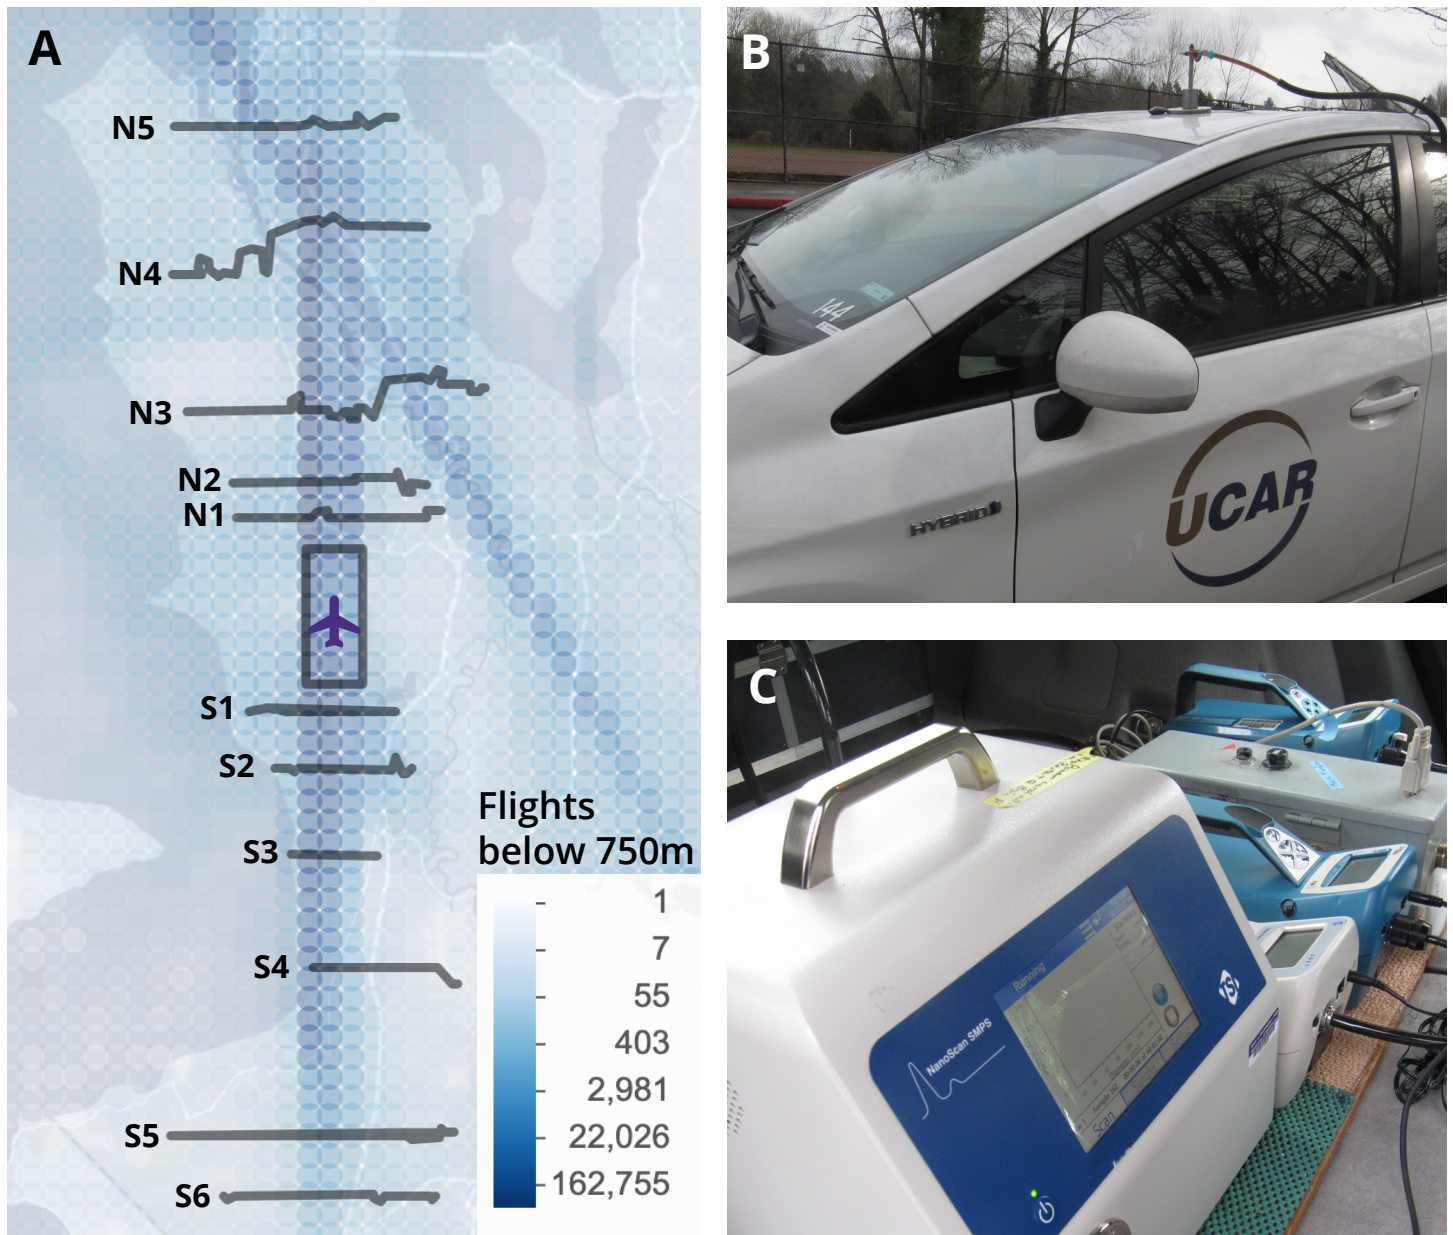 A
N5
N4
N3
N2
N1
S1
S2
S3
S4
S5
S6
Flights
below 750m
1
7
55
403
2,981
22,026
162,755
B
144
HYBRID
UCAR
C
NanoScan SMPS
Running
Scan